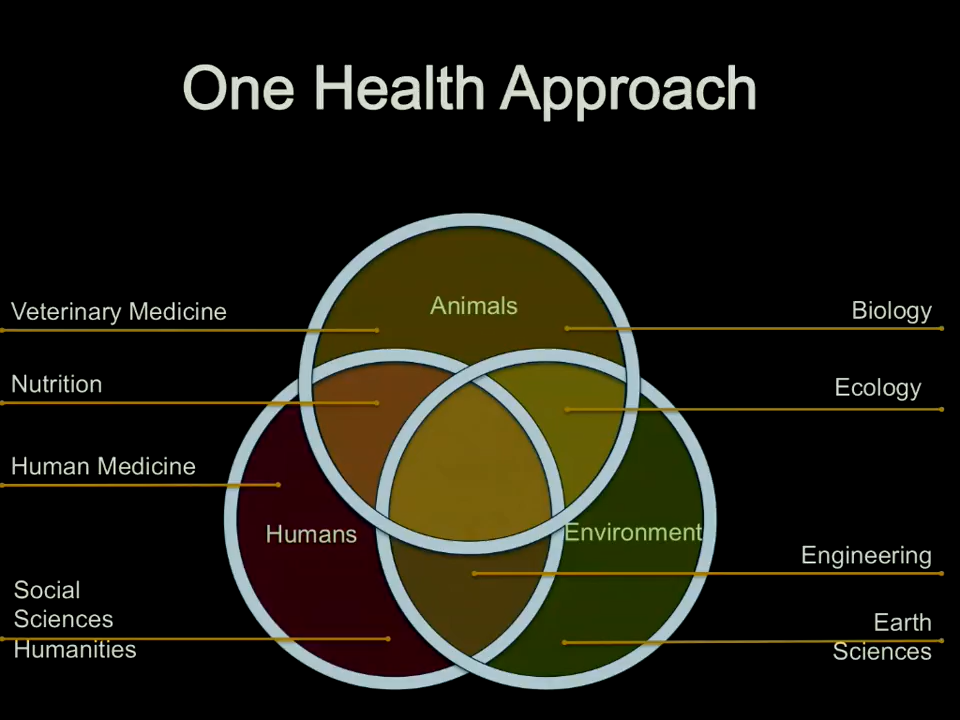 One Health Approach
Animals
Veterinary Medicine
Biology
Nutrition
Ecology
Human Medicine
Humans
Environment
Engineering
Social
Sciences
Humanities
Earth
Sciences